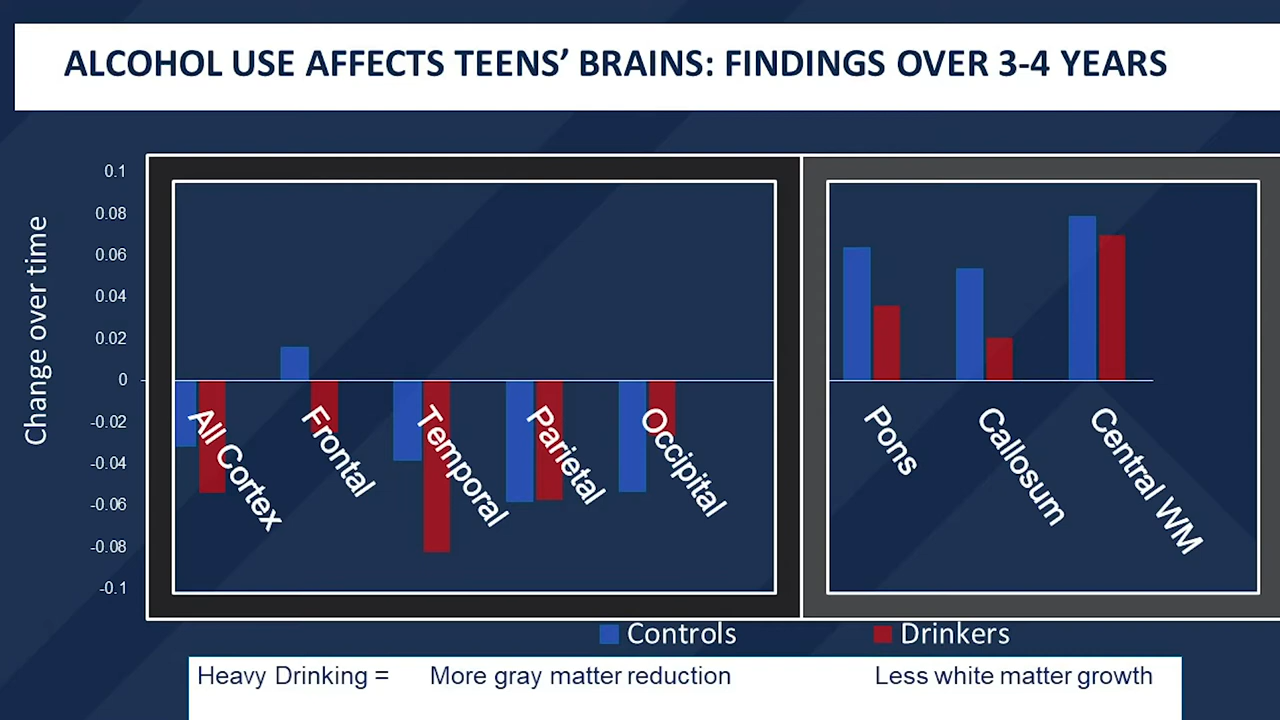 ALCOHOL USE AFFECTS TEENS’ BRAINS: FINDINGS OVER 3-4 YEARS
Change over time
0.1
0.08
0.06
0.04
0.02
0
-0.02
-0.04
-0.06
-0.08
-0.1
All Cortex
Frontal
Temporal
Parietal
Occipital
Pons
Callosum
Central WM
Controls
Drinkers
Heavy Drinking = More gray matter reduction Less white matter growth